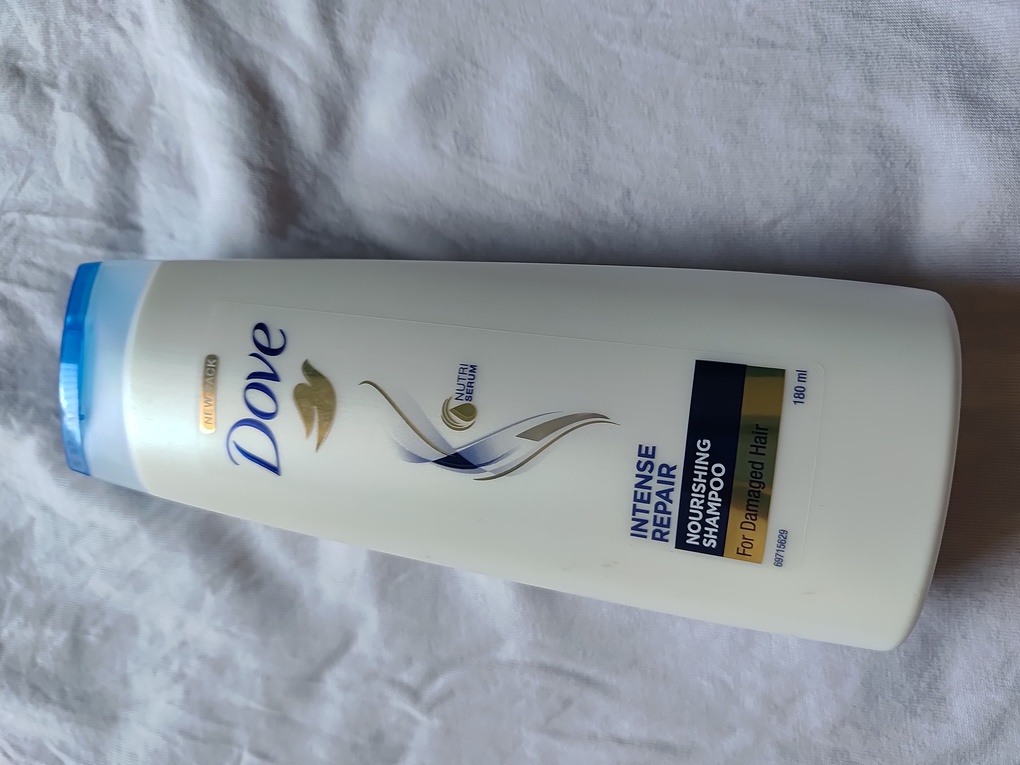 NEW PACK
Dove
NUTRI
SERUM
INTENSE
REPAIR
NOURISHING
SHAMPOO
For Damaged Hair
69715629
180 ml